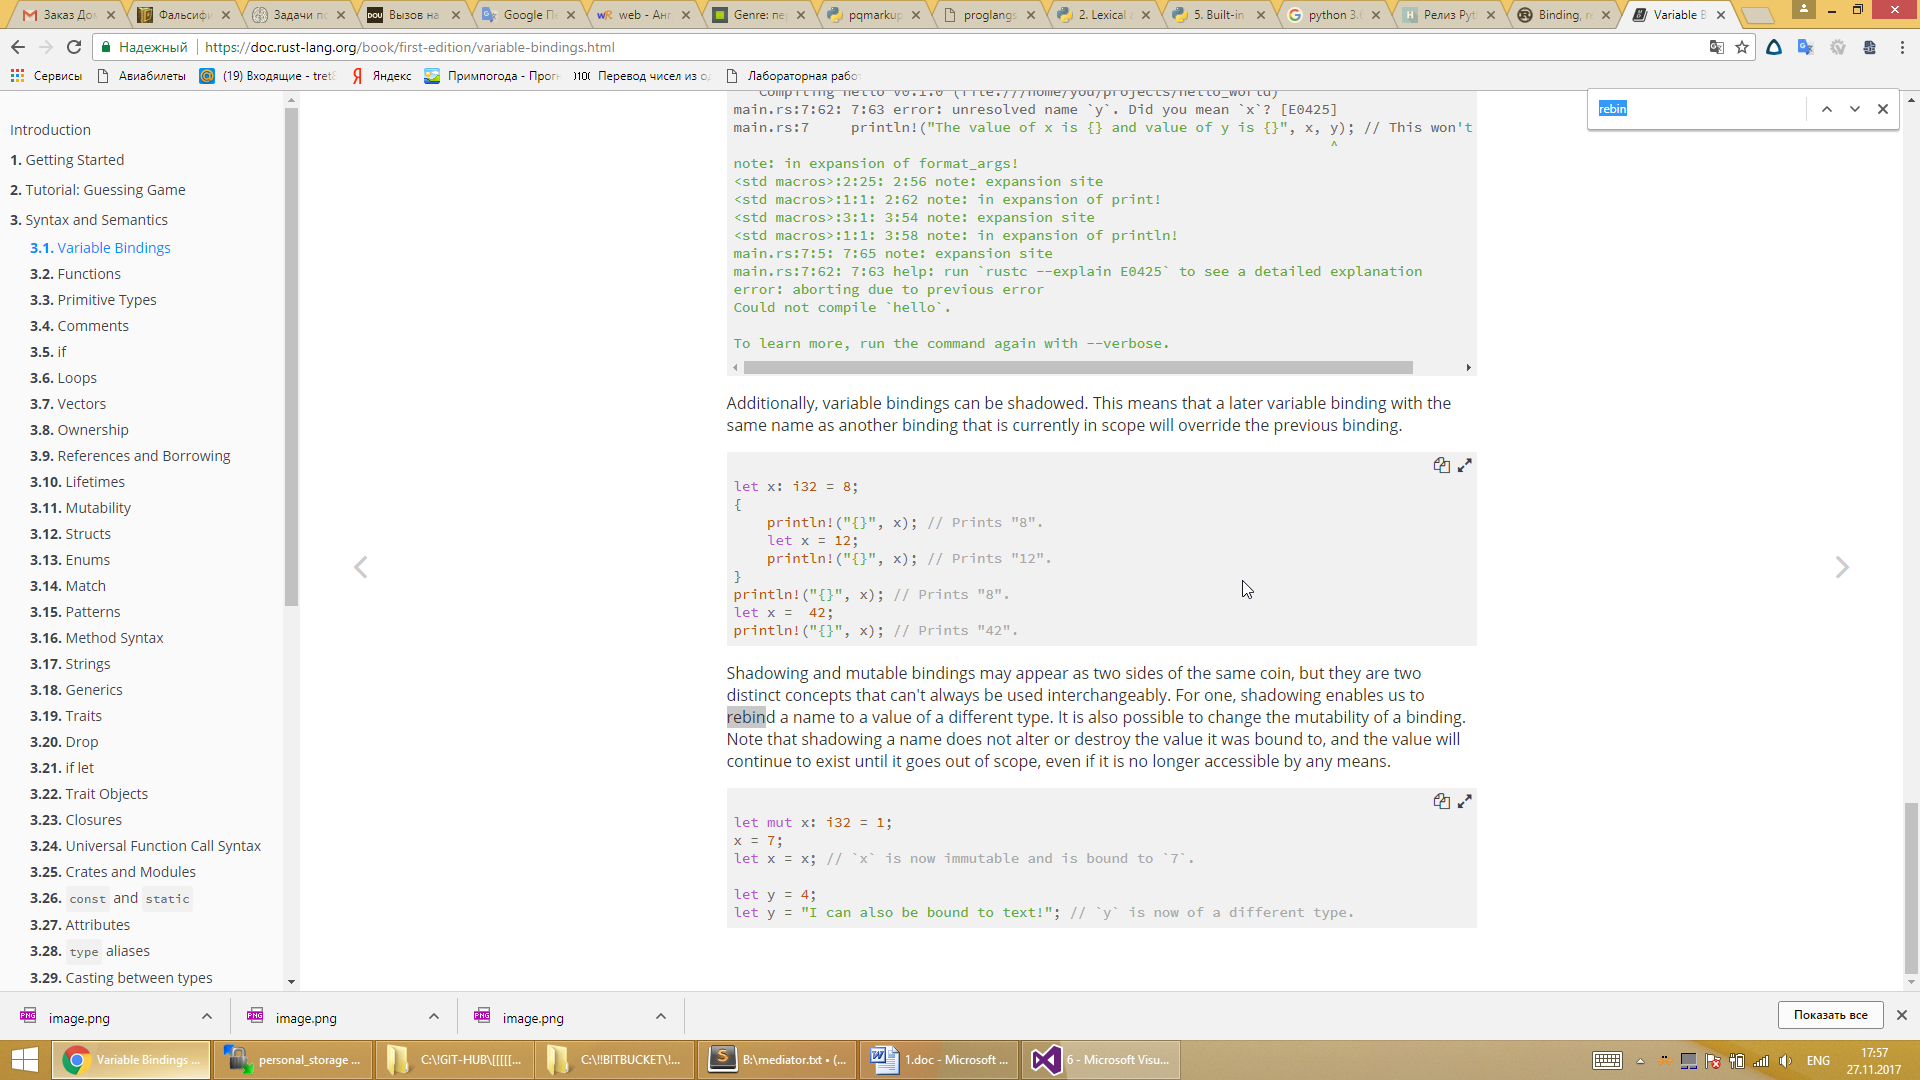 Заказ До
Фальсифи
Задачи по
DOU Вызов на
Google П
wR web - Анг
Genre: пе
pqmarkup
proglangs
2. Lexical
5. Built-in
python 3.
Релиз Pyt
Binding, r
Variable B
Надежный https://doc.rust-lang.org/book/first-edition/variable-bindings.html
Сервисы Авиабилеты (19) Входящие - tret Яндекс Примпогода - Прог Перевод чисел из о Лабораторная рабо
rebin
Introduction
1. Getting Started
2. Tutorial: Guessing Game
3. Syntax and Semantics
3.1. Variable Bindings
3.2. Functions
3.3. Primitive Types
3.4. Comments
3.5. if
3.6. Loops
3.7. Vectors
3.8. Ownership
3.9. References and Borrowing
3.10. Lifetimes
3.11. Mutability
3.12. Structs
3.13. Enums
3.14. Match
3.15. Patterns
3.16. Method Syntax
3.17. Strings
3.18. Generics
3.19. Traits
3.20. Drop
3.21. if let
3.22. Trait Objects
3.23. Closures
3.24. Universal Function Call Syntax
3.25. Crates and Modules
3.26. const and static
3.27. Attributes
3.28. type aliases
3.29. Casting between types
Compiling hello v0.1.0 (file:///home/you/projects/hello_world)
main.rs:7:62: 7:63 error: unresolved name `y`. Did you mean `x`? [E0425]
main.rs:7     println!("The value of x is {} and value of y is {}", x, y); // This won't
^
note: in expansion of format_args!
<std macros>:2:25: 2:56 note: expansion site
<std macros>:1:1: 2:62 note: in expansion of print!
<std macros>:3:1: 3:54 note: expansion site
<std macros>:1:1: 3:58 note: in expansion of println!
main.rs:7:5: 7:65 note: expansion site
main.rs:7:62: 7:63 help: run `rustc --explain E0425` to see a detailed explanation
error: aborting due to previous error
Could not compile `hello`.
To learn more, run the command again with --verbose.
Additionally, variable bindings can be shadowed. This means that a later variable binding with the
same name as another binding that is currently in scope will override the previous binding.
let x: i32 = 8;
{
    println!("{}", x); // Prints "8".
    let x = 12;
    println!("{}", x); // Prints "12".
}
println!("{}", x); // Prints "8".
let x =  42;
println!("{}", x); // Prints "42".
Shadowing and mutable bindings may appear as two sides of the same coin, but they are two
distinct concepts that can't always be used interchangeably. For one, shadowing enables us to
rebind a name to a value of a different type. It is also possible to change the mutability of a binding.
Note that shadowing a name does not alter or destroy the value it was bound to, and the value will
continue to exist until it goes out of scope, even if it is no longer accessible by any means.
let mut x: i32 = 1;
x = 7;
let x = x; // `x` is now immutable and is bound to `7`.
let y = 4;
let y = "I can also be bound to text!"; // `y` is now of a different type.
image.png
image.png
image.png
Показать все
Variable Bindings ...
personal_storage ...
C:\!GIT-HUB\[[[[[...
C:\!!BITBUCKET\!...
B:\mediator.txt • (...
1.doc - Microsoft ...
6 - Microsoft Visu...
ENG
17:57
27.11.2017